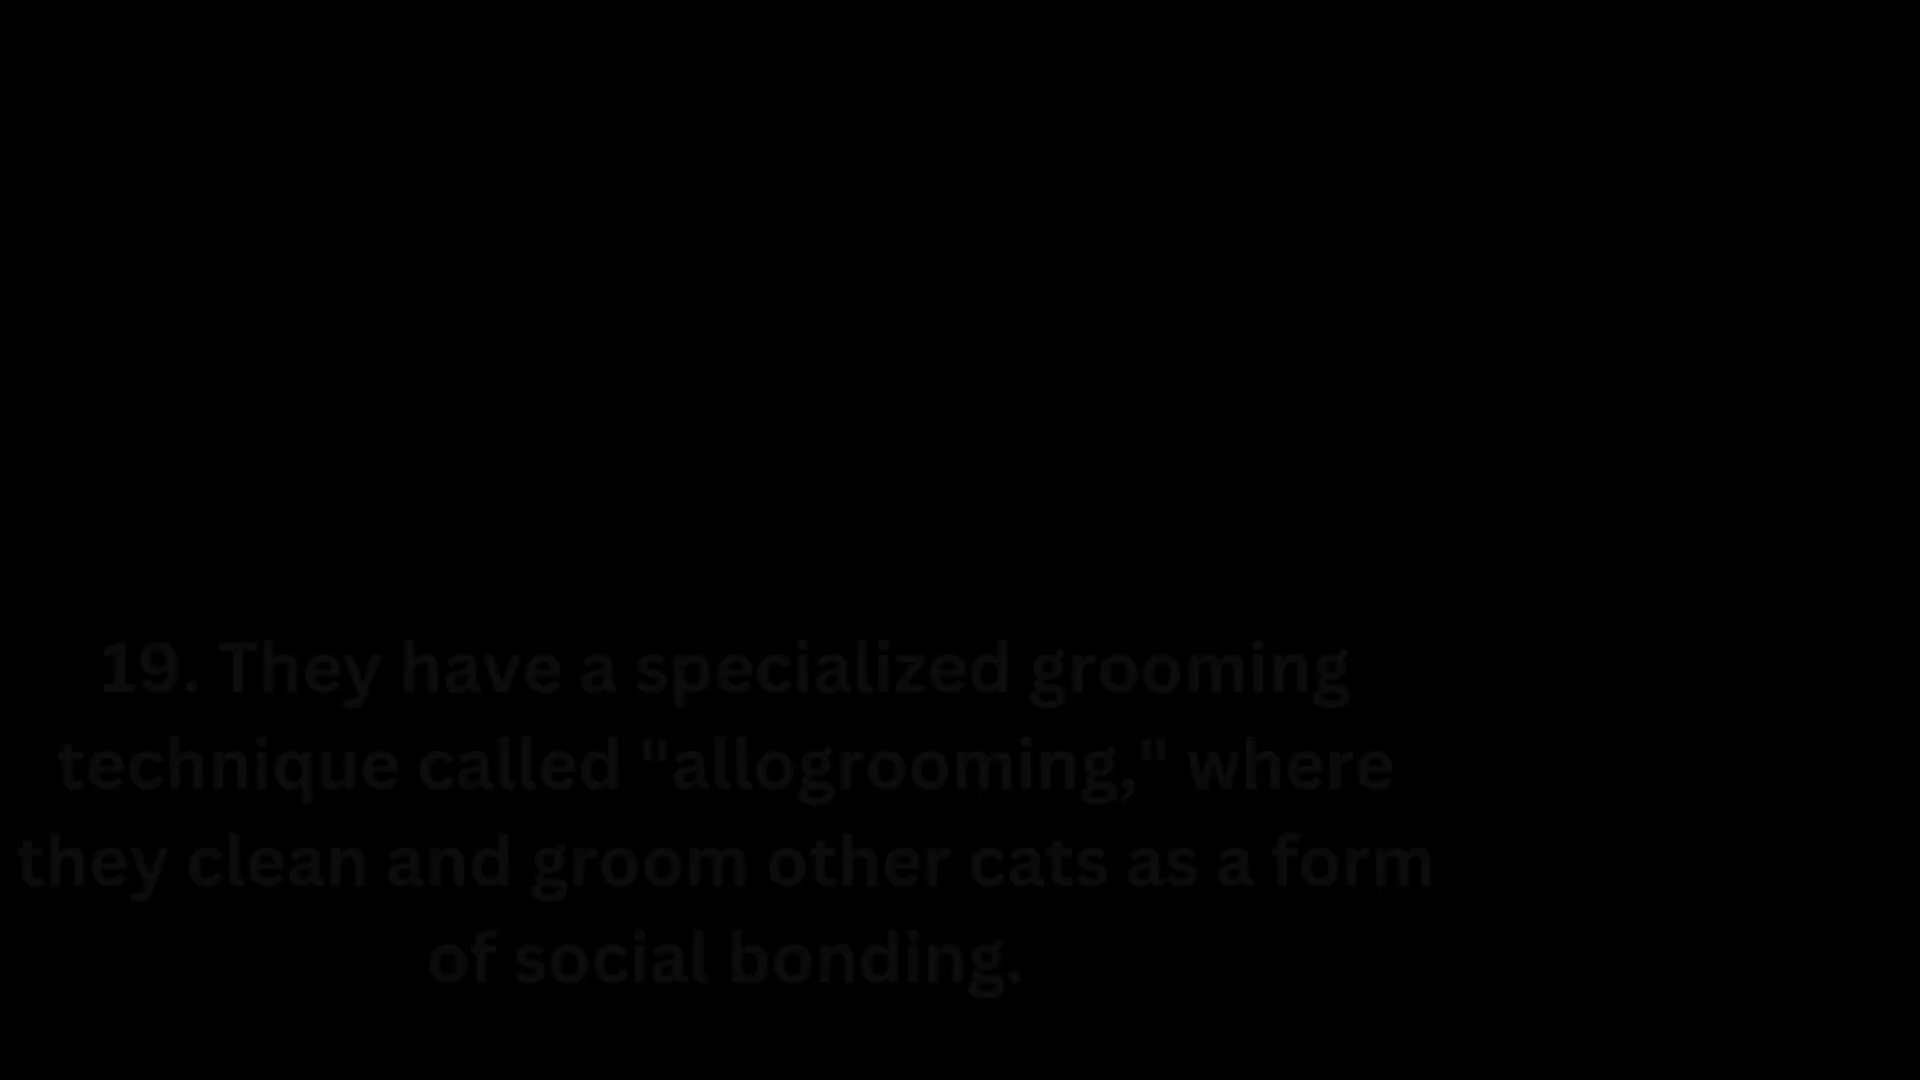 19. They have a specialized grooming
technique called "allogrooming," where
they clean and groom other cats as a form
of social bonding.